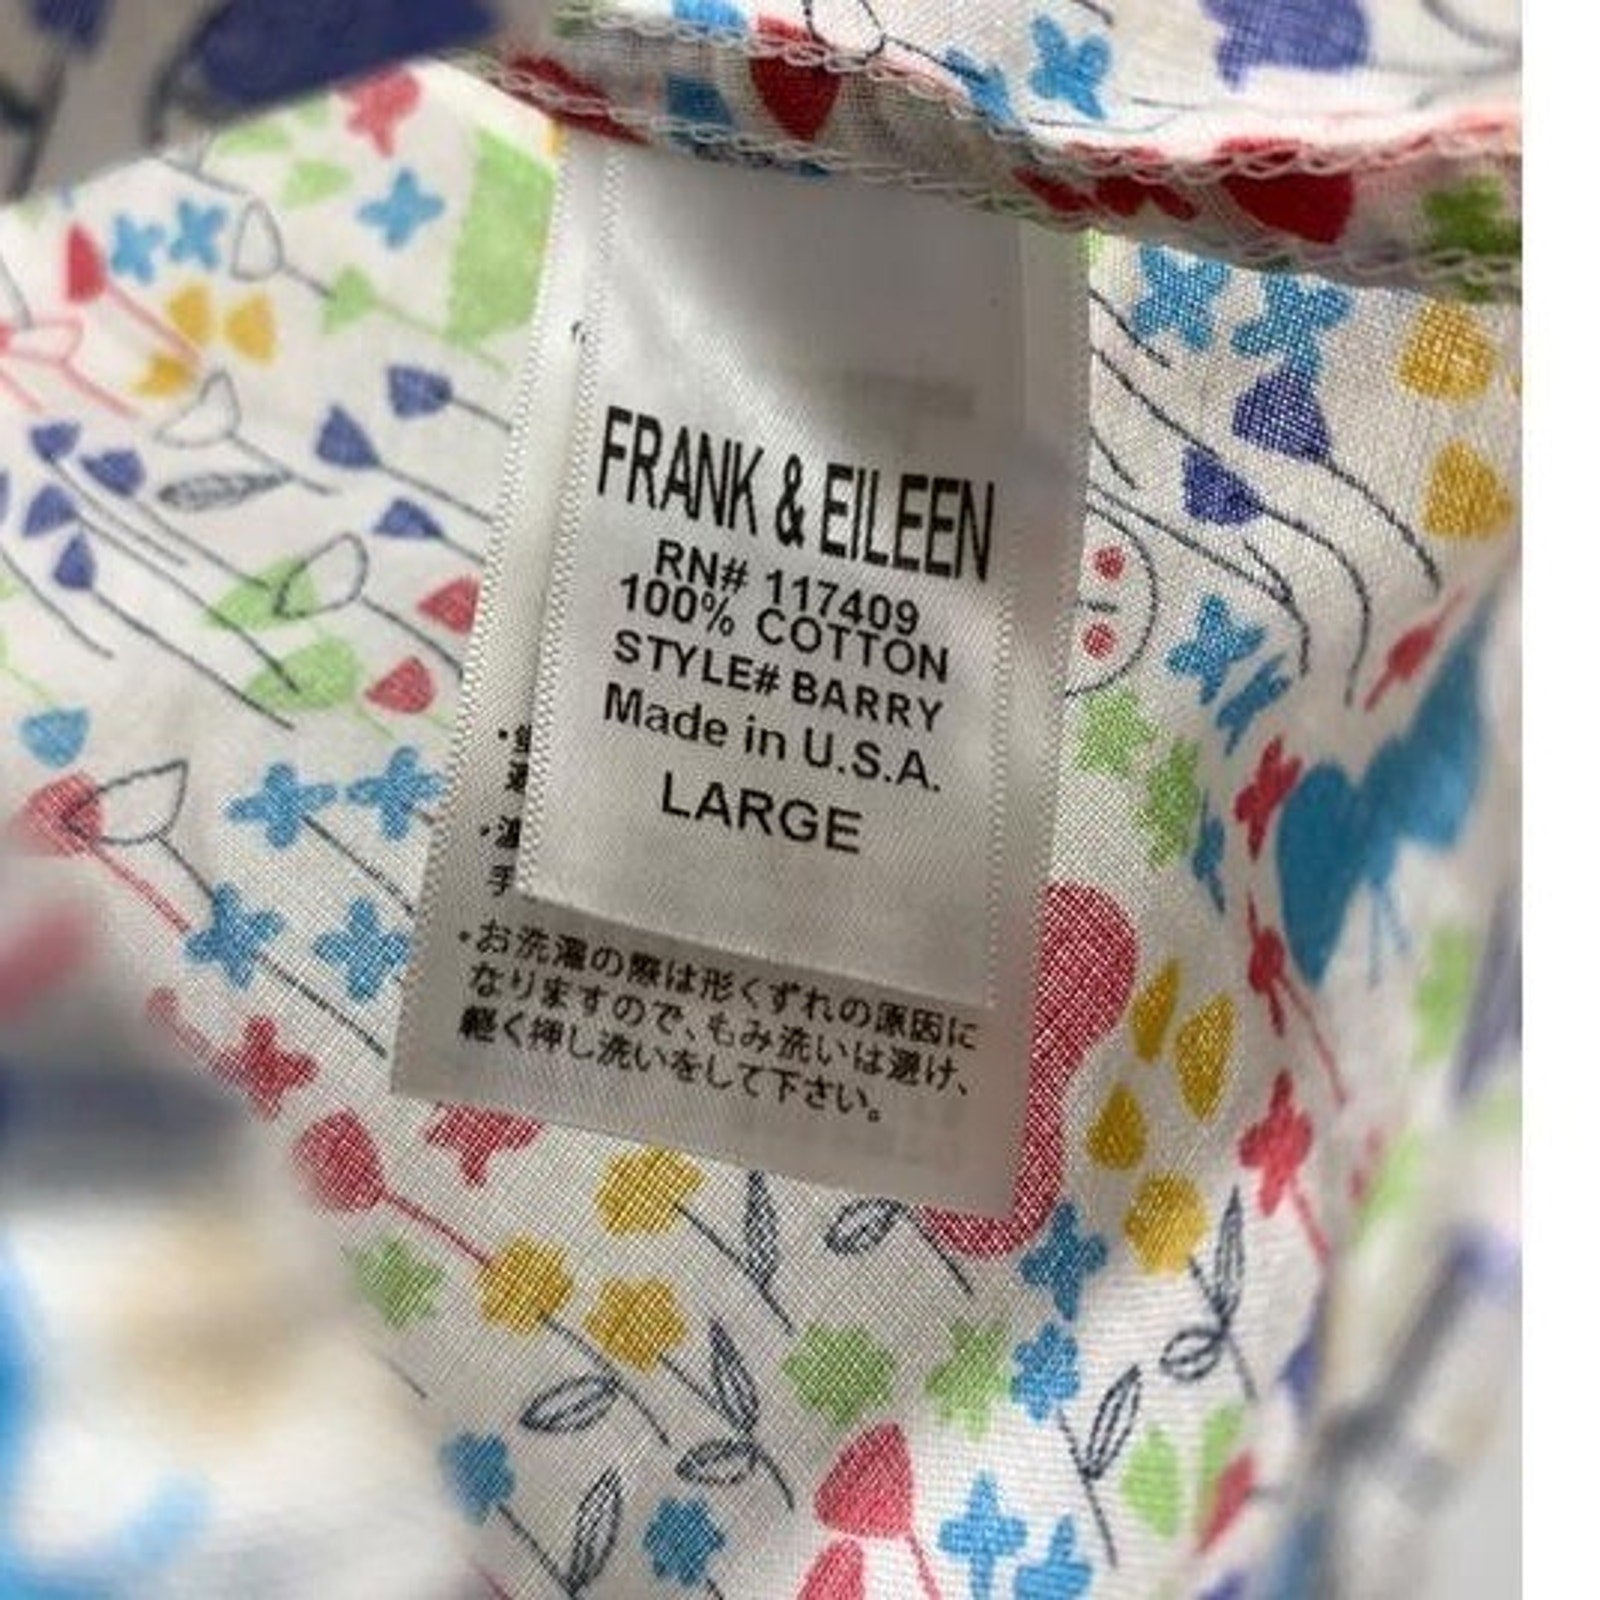 FRANK & EILEEN
RN# 117409
100% COTTON
STYLE# BARRY
Made in U.S.A.
LARGE
手
・お洗濯の際は形くずれの原因に
なりますので、もみ洗いは避け、
軽く押し洗いをして下さい。